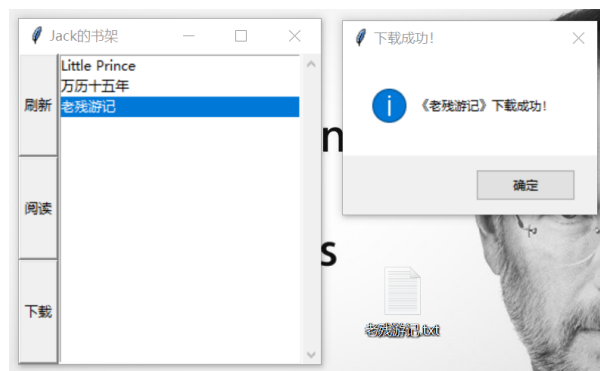 Jack的书架
刷新
阅读
下载
Little Prince
万历十五年
老残游记
下载成功!
《老残游记》下载成功!
确定
n
s
老残游记.txt